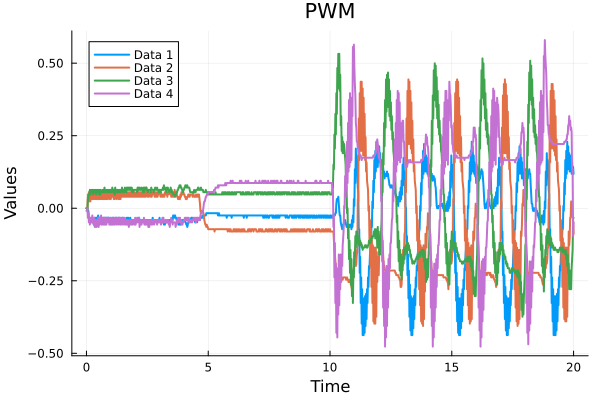 PWM
Data 1
Data 2
Data 3
Data 4
Values
0.50
0.25
0.00
−0.25
−0.50
0
5
10
15
20
Time